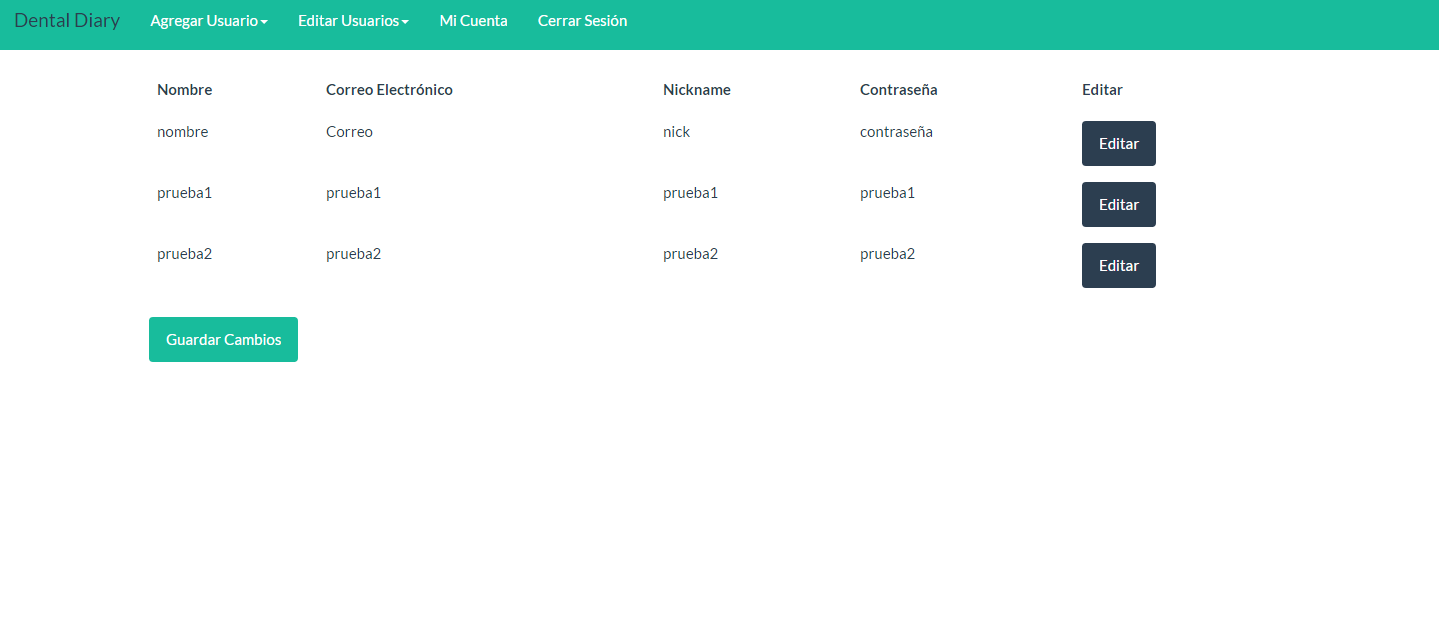 Dental Diary Agregar Usuario Editar Usuarios Mi Cuenta Cerrar Sesión
Nombre Correo Electrónico Nickname Contraseña Editar
nombre Correo nick contraseña Editar
prueba1 prueba1 prueba1 prueba1 Editar
prueba2 prueba2 prueba2 prueba2 Editar
Guardar Cambios